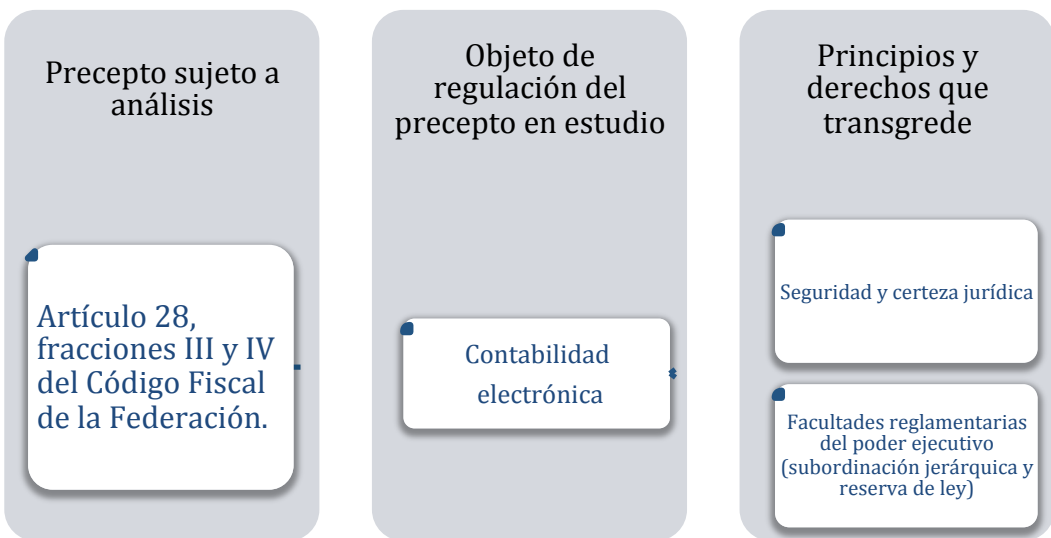 Precepto sujeto a
análisis
Artículo 28,
fracciones III y IV
del Código Fiscal
de la Federación.
Objeto de
regulación del
precepto en estudio
Contabilidad
electrónica
Principios y
derechos que
transgrede
Seguridad y certeza jurídica
Facultades reglamentarias
del poder ejecutivo
(subordinación jerárquica y
reserva de ley)